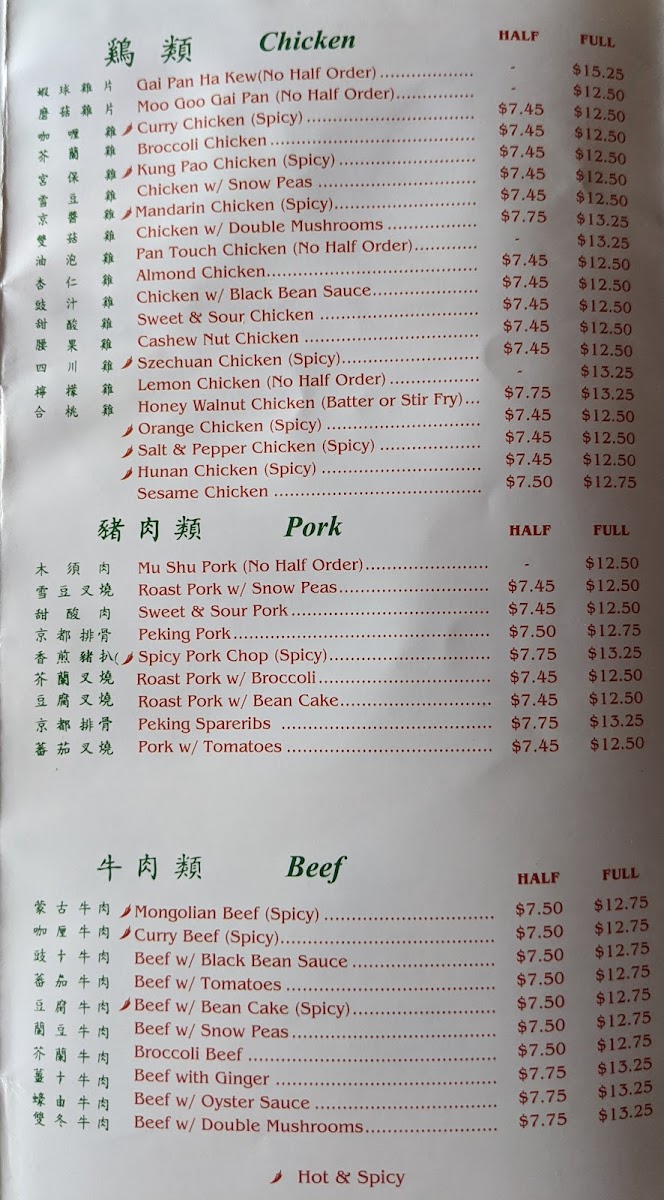 鷄類 Chicken HALF FULL
蝦球雞片 Gai Pan Ha Kew(No Half Order) .................. - $15.25
磨菇雞片 Moo Goo Gai Pan (No Half Order)............... - $12.50
咖喱雞 Curry Chicken (Spicy) ................................ $7.45 $12.50
芥蘭雞 Broccoli Chicken ...................................... $7.45 $12.50
宮保雞 Kung Pao Chicken (Spicy) .......................... $7.45 $12.50
雪豆雞 Chicken w/ Snow Peas .............................. $7.45 $12.50
京醬雞 Mandarin Chicken (Spicy)........................... $7.45 $12.50
雙菇雞 Chicken w/ Double Mushrooms ................. $7.75 $13.25
油泡雞 Pan Touch Chicken (No Half Order)............ - $13.25
杏仁雞 Almond Chicken........................................ $7.45 $12.50
豉汁雞 Chicken w/ Black Bean Sauce.................... $7.45 $12.50
甜酸雞 Sweet & Sour Chicken .............................. $7.45 $12.50
腰果雞 Cashew Nut Chicken ................................ $7.45 $12.50
四川雞 Szechuan Chicken (Spicy).......................... $7.45 $12.50
檸檬雞 Lemon Chicken (No Half Order) ................. - $13.25
合桃雞 Honey Walnut Chicken (Batter or Stir Fry)... $7.75 $13.25
Orange Chicken (Spicy) .............................. $7.45 $12.50
Salt & Pepper Chicken (Spicy) ................... $7.45 $12.50
Hunan Chicken (Spicy) .............................. $7.45 $12.50
Sesame Chicken ....................................... $7.50 $12.75
豬肉類 Pork HALF FULL
木須肉 Mu Shu Pork (No Half Order)....................... - $12.50
雪豆叉燒 Roast Pork w/ Snow Peas............................ $7.45 $12.50
甜酸肉 Sweet & Sour Pork..................................... $7.45 $12.50
京都排骨 Peking Pork................................................ $7.50 $12.75
香煎豬扒( Spicy Pork Chop (Spicy).............................. $7.75 $13.25
芥蘭叉燒 Roast Pork w/ Broccoli................................ $7.45 $12.50
豆腐叉燒 Roast Pork w/ Bean Cake............................ $7.45 $12.50
京都排骨 Peking Spareribs ....................................... $7.75 $13.25
蕃茄叉燒 Pork w/ Tomatoes ...................................... $7.45 $12.50
牛肉類 Beef HALF FULL
蒙古牛肉 Mongolian Beef (Spicy) ............................... $7.50 $12.75
咖厘牛肉 Curry Beef (Spicy)....................................... $7.50 $12.75
豉汁牛肉 Beef w/ Black Bean Sauce .......................... $7.50 $12.75
蕃茄牛肉 Beef w/ Tomatoes ...................................... $7.50 $12.75
豆腐牛肉 Beef w/ Bean Cake (Spicy).......................... $7.50 $12.75
蘭豆牛肉 Beef w/ Snow Peas..................................... $7.50 $12.75
芥蘭牛肉 Broccoli Beef ............................................. $7.50 $12.75
薑汁牛肉 Beef with Ginger ........................................ $7.75 $13.25
蠔由牛肉 Beef w/ Oyster Sauce ................................. $7.75 $13.25
雙冬牛肉 Beef w/ Double Mushrooms........................ $7.75 $13.25
Hot & Spicy